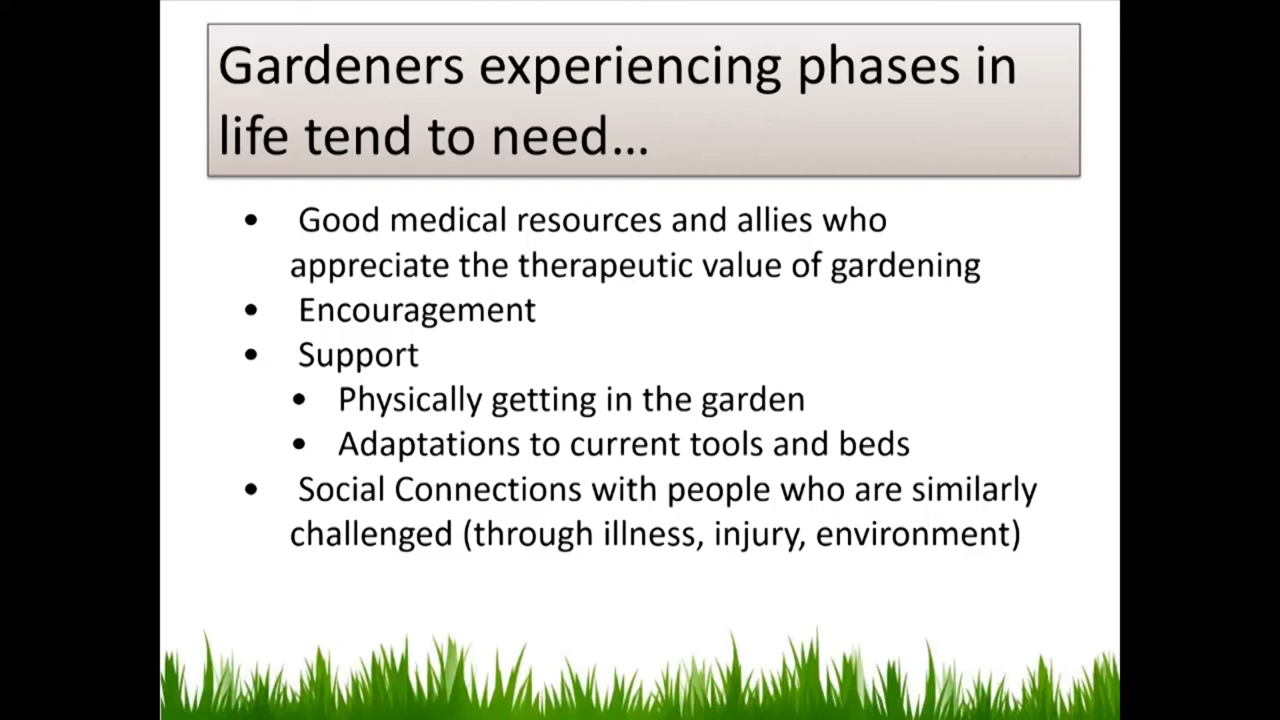 Gardeners experiencing phases in
life tend to need...
• Good medical resources and allies who
appreciate the therapeutic value of gardening
• Encouragement
• Support
• Physically getting in the garden
• Adaptations to current tools and beds
• Social Connections with people who are similarly
challenged (through illness, injury, environment)